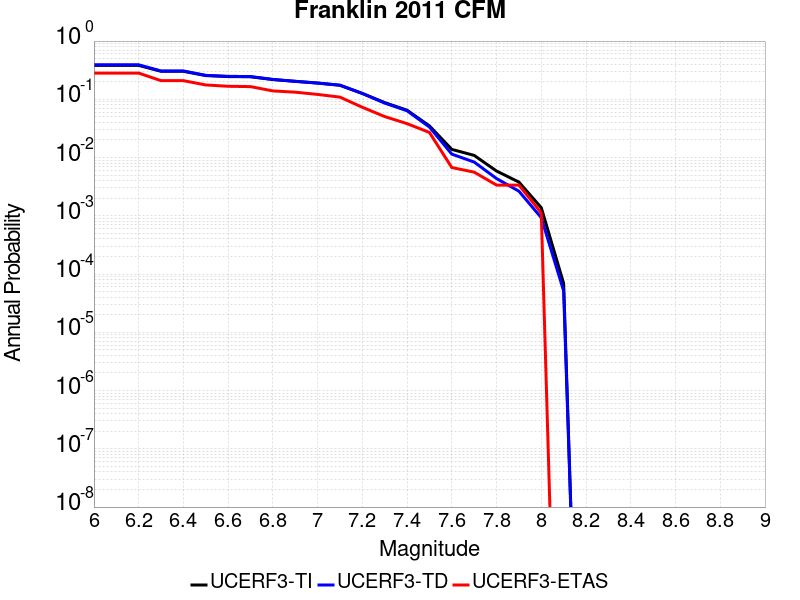 Franklin 2011 CFM
10^0
10^-1
10^-2
10^-3
10^-4
10^-5
10^-6
10^-7
10^-8
Annual Probability
6 6.2 6.4 6.6 6.8 7 7.2 7.4 7.6 7.8 8 8.2 8.4 8.6 8.8 9
Magnitude
UCERF3-TI UCERF3-TD UCERF3-ETAS